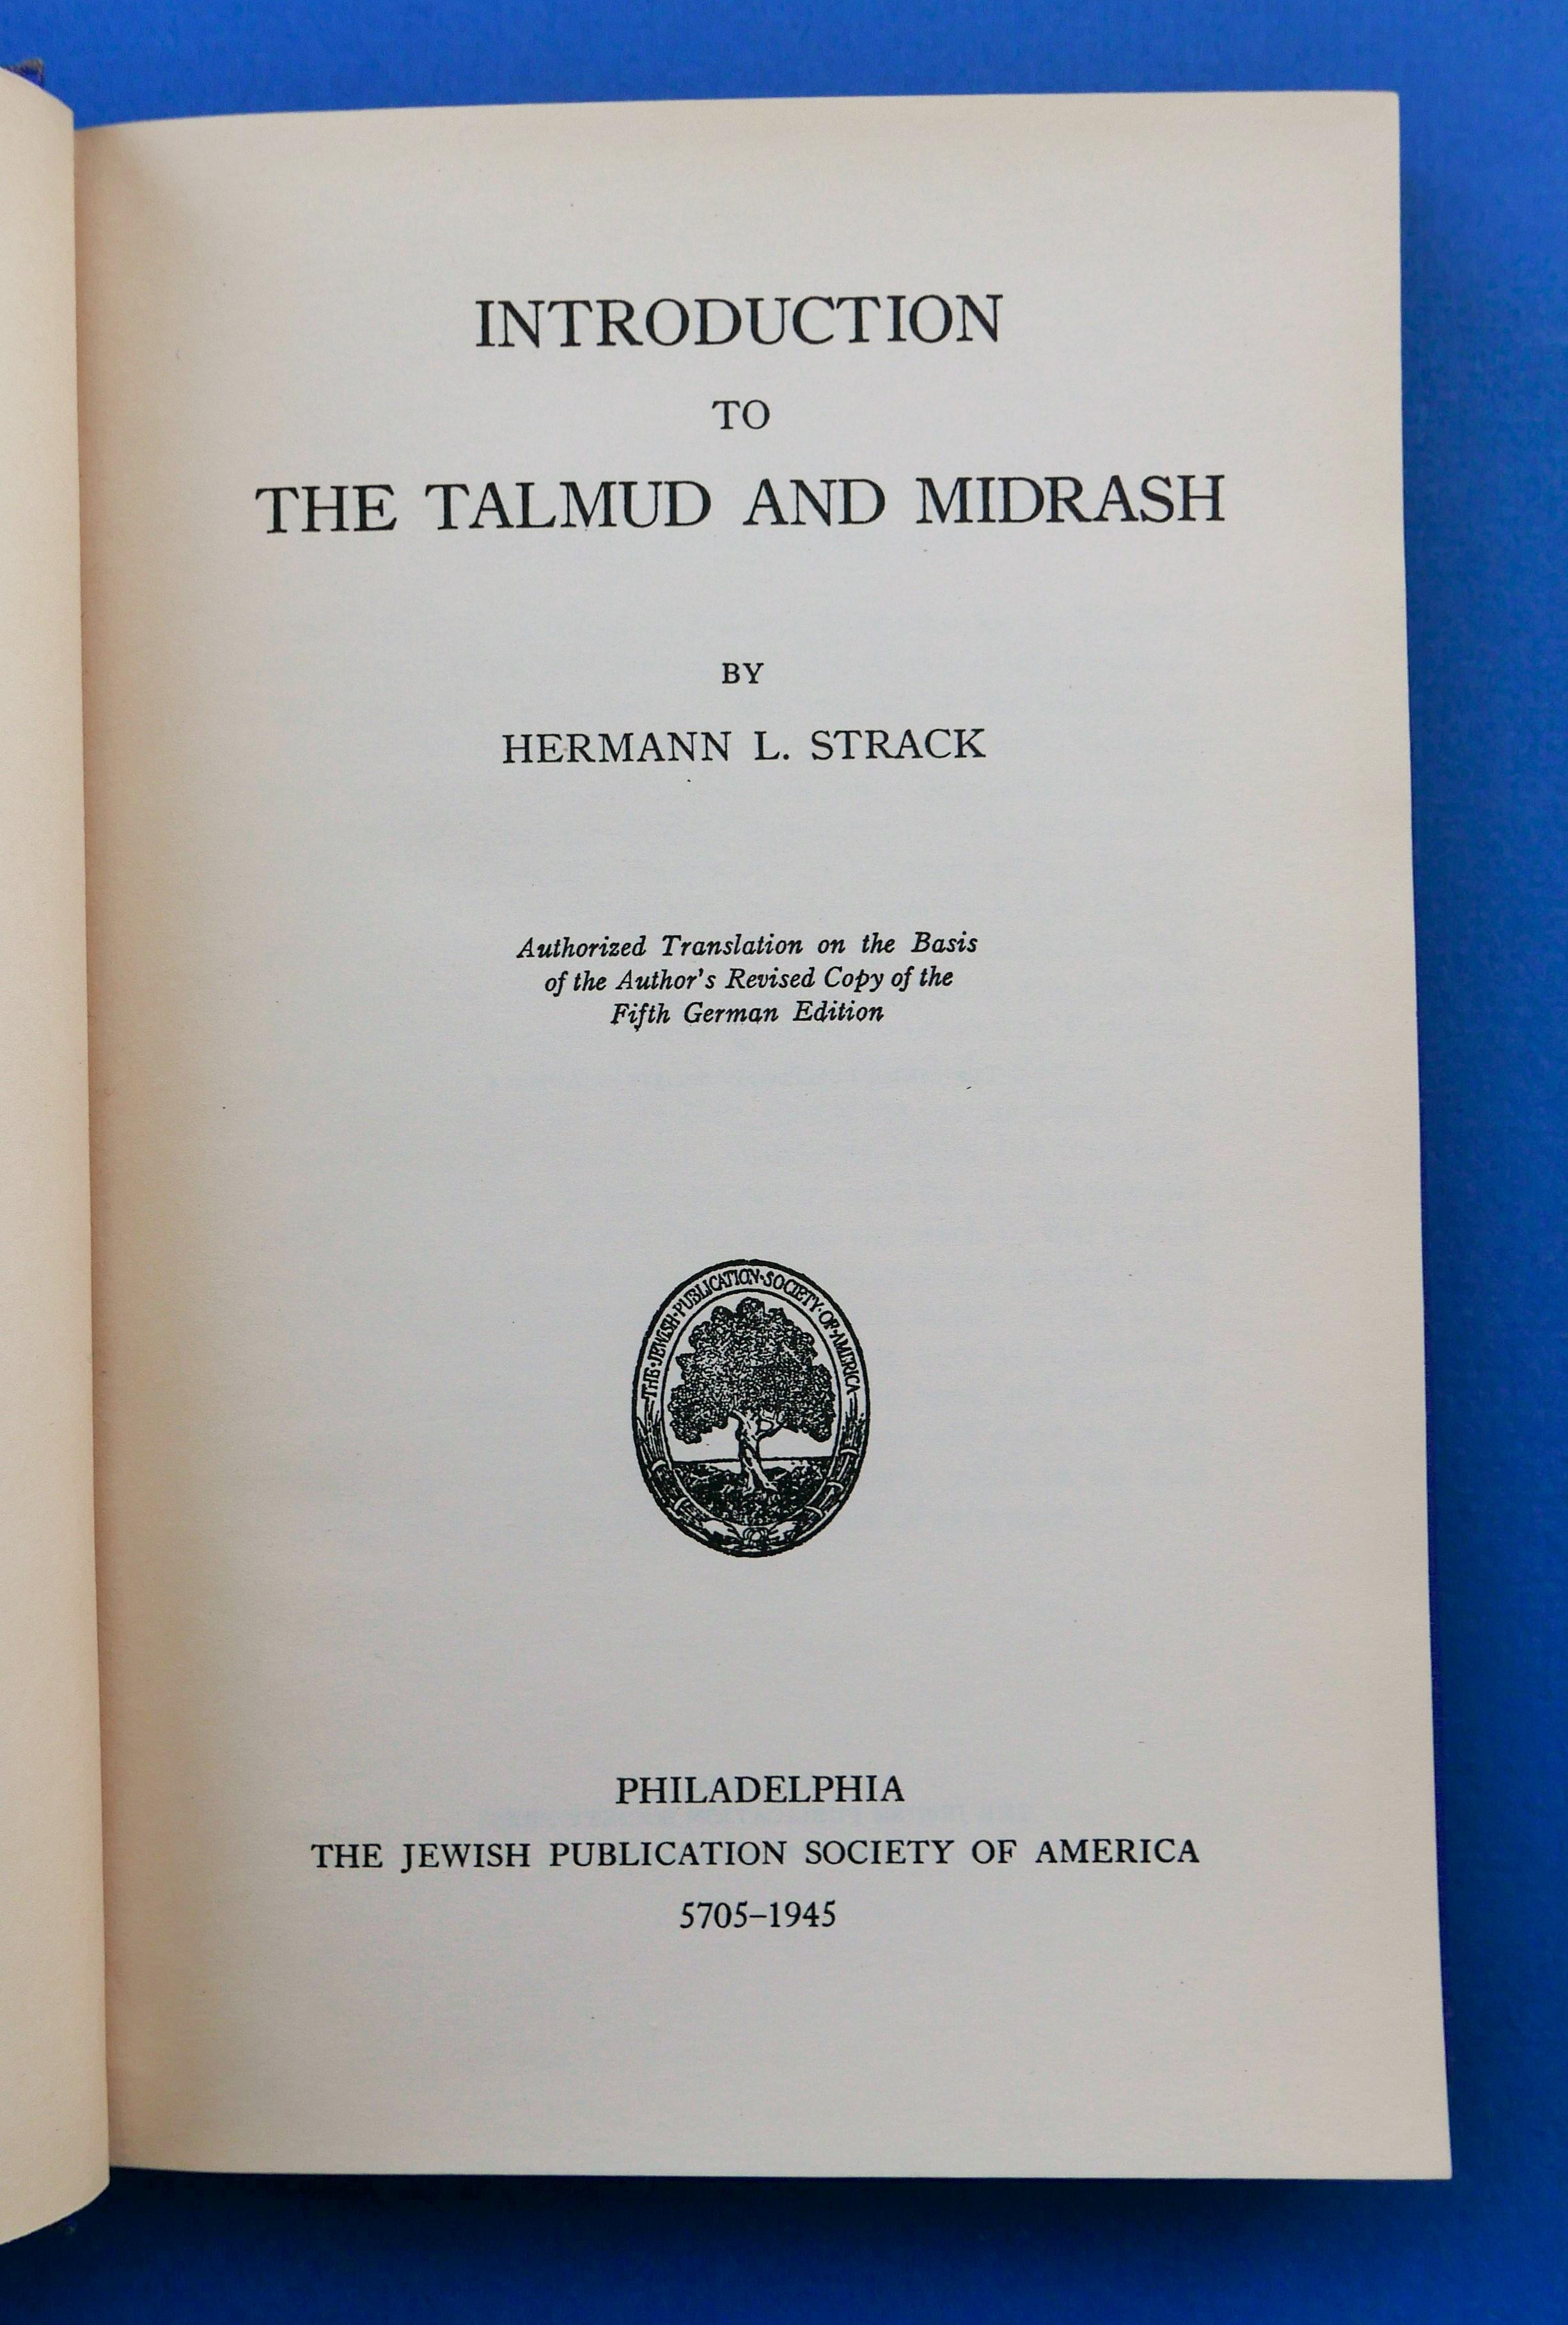 INTRODUCTION
TO
THE TALMUD AND MIDRASH
BY
HERMANN L. STRACK
Authorized Translation on the Basis
of the Author's Revised Copy of the
Fifth German Edition
THE·JEWISH·PUBLICATION·SOCIETY·OF·AMERICA
PHILADELPHIA
THE JEWISH PUBLICATION SOCIETY OF AMERICA
5705–1945